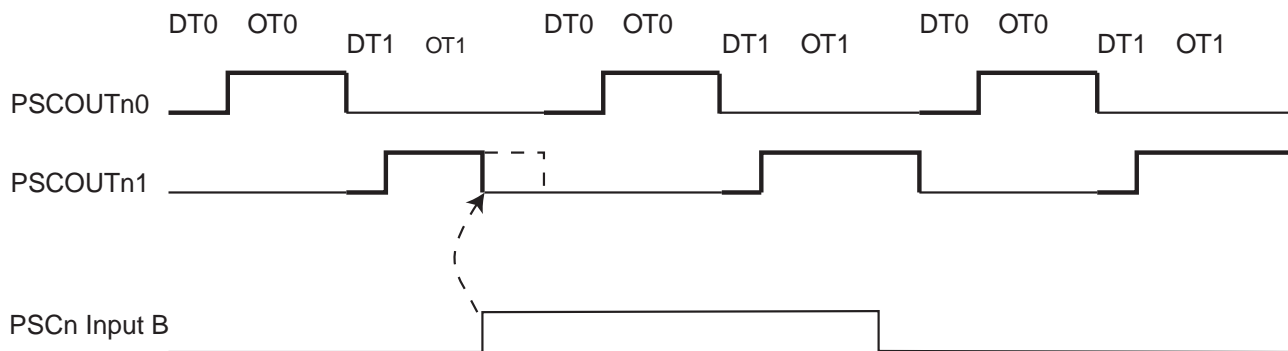 DT0 OT0 DT0 OT0 DT0 OT0
DT1 OT1 DT1 OT1 DT1 OT1
PSCOUTn0
PSCOUTn1
PSCn Input B